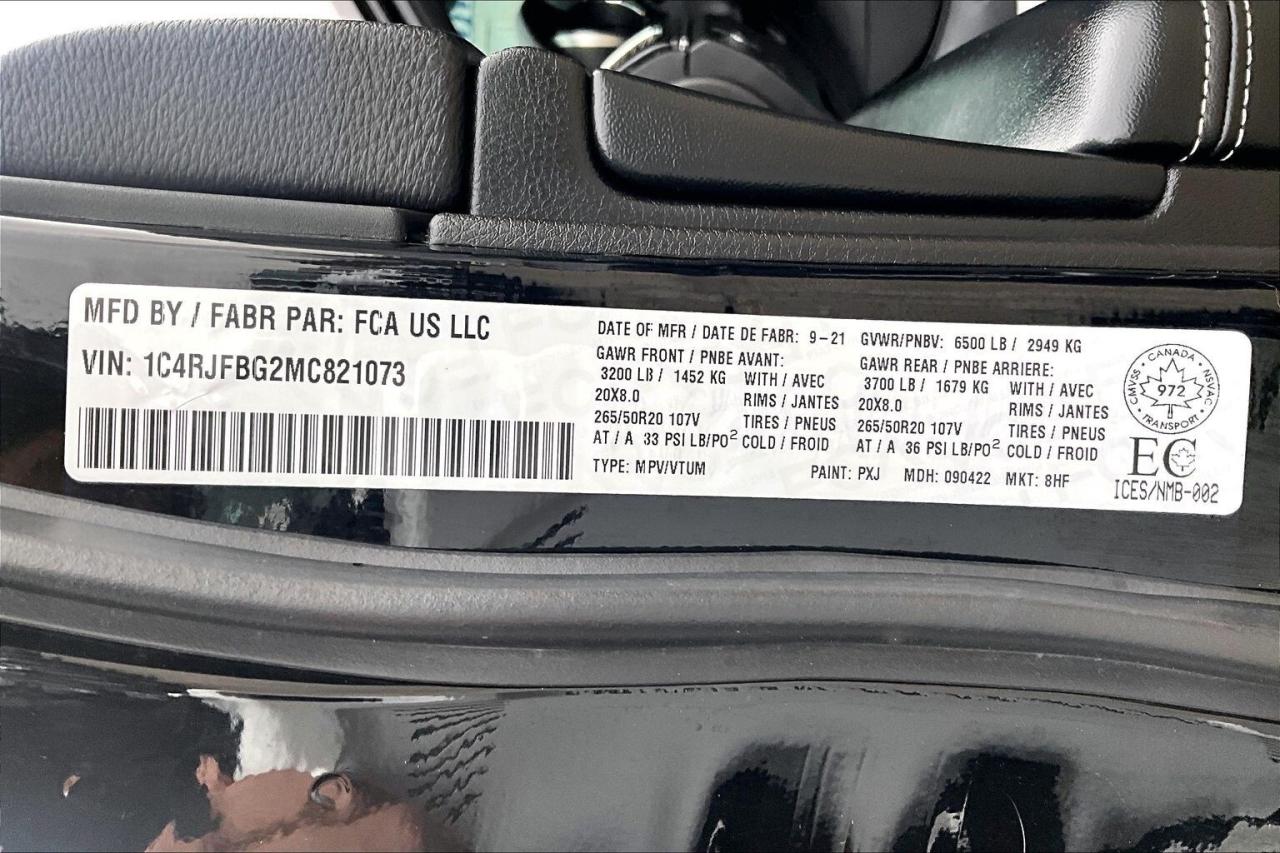 MFD BY / FABR PAR: FCA US LLC
VIN: 1C4RJFBG2MC821073
DATE OF MFR / DATE DE FABR: 9-21 GVWR/PNBV: 6500 LB / 2949 KG
GAWR FRONT / PNBE AVANT:
3200 LB / 1452 KG WITH / AVEC
20X8.0 RIMS / JANTES
265/50R20 107V TIRES / PNEUS
AT / A 33 PSI LB/PO² COLD / FROID
GAWR REAR / PNBE ARRIERE:
3700 LB / 1679 KG WITH / AVEC
20X8.0 RIMS / JANTES
265/50R20 107V TIRES / PNEUS
AT / A 36 PSI LB/PO² COLD / FROID
TYPE: MPV/VTUM PAINT: PXJ MDH: 090422 MKT: 8HF
CANADA
CMVSS 972 NSVAC
TRANSPORT
EC
ICES/NMB-002